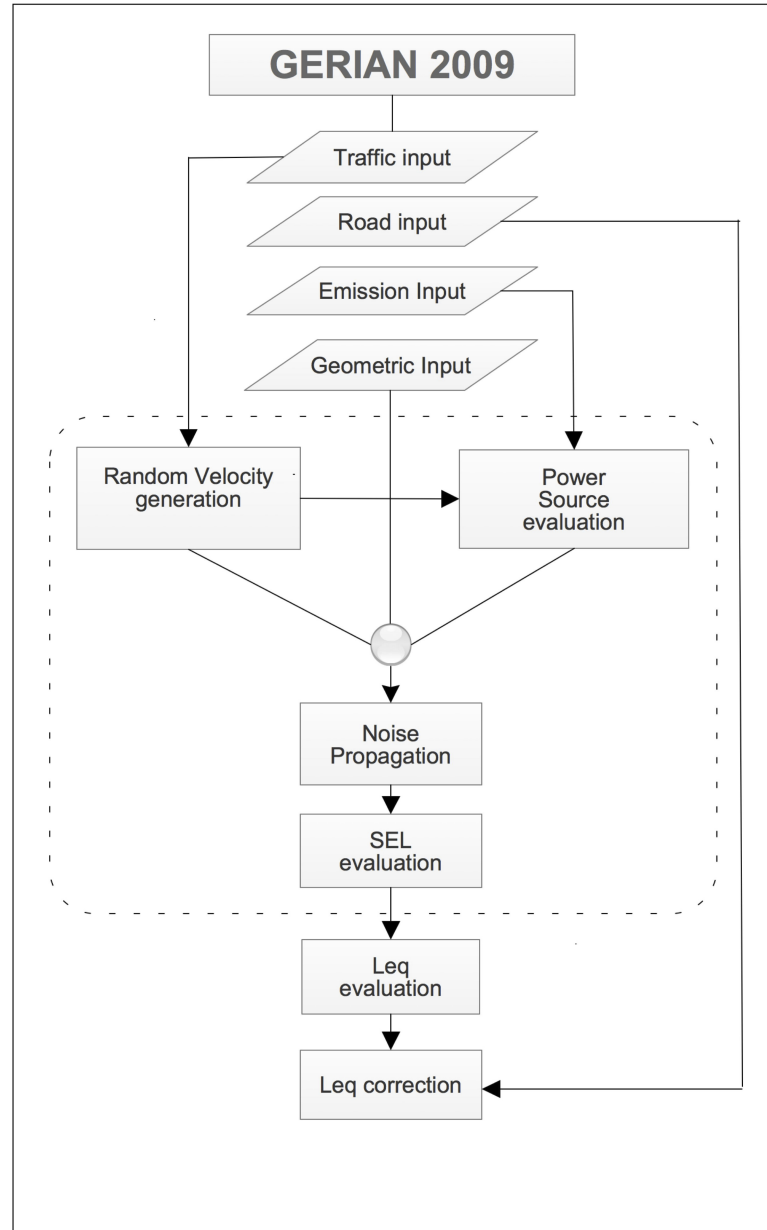 GERIAN 2009
Traffic input
Road input
Emission Input
Geometric Input
Random Velocity
generation
Power
Source
evaluation
Noise
Propagation
SEL
evaluation
Leq
evaluation
Leq correction